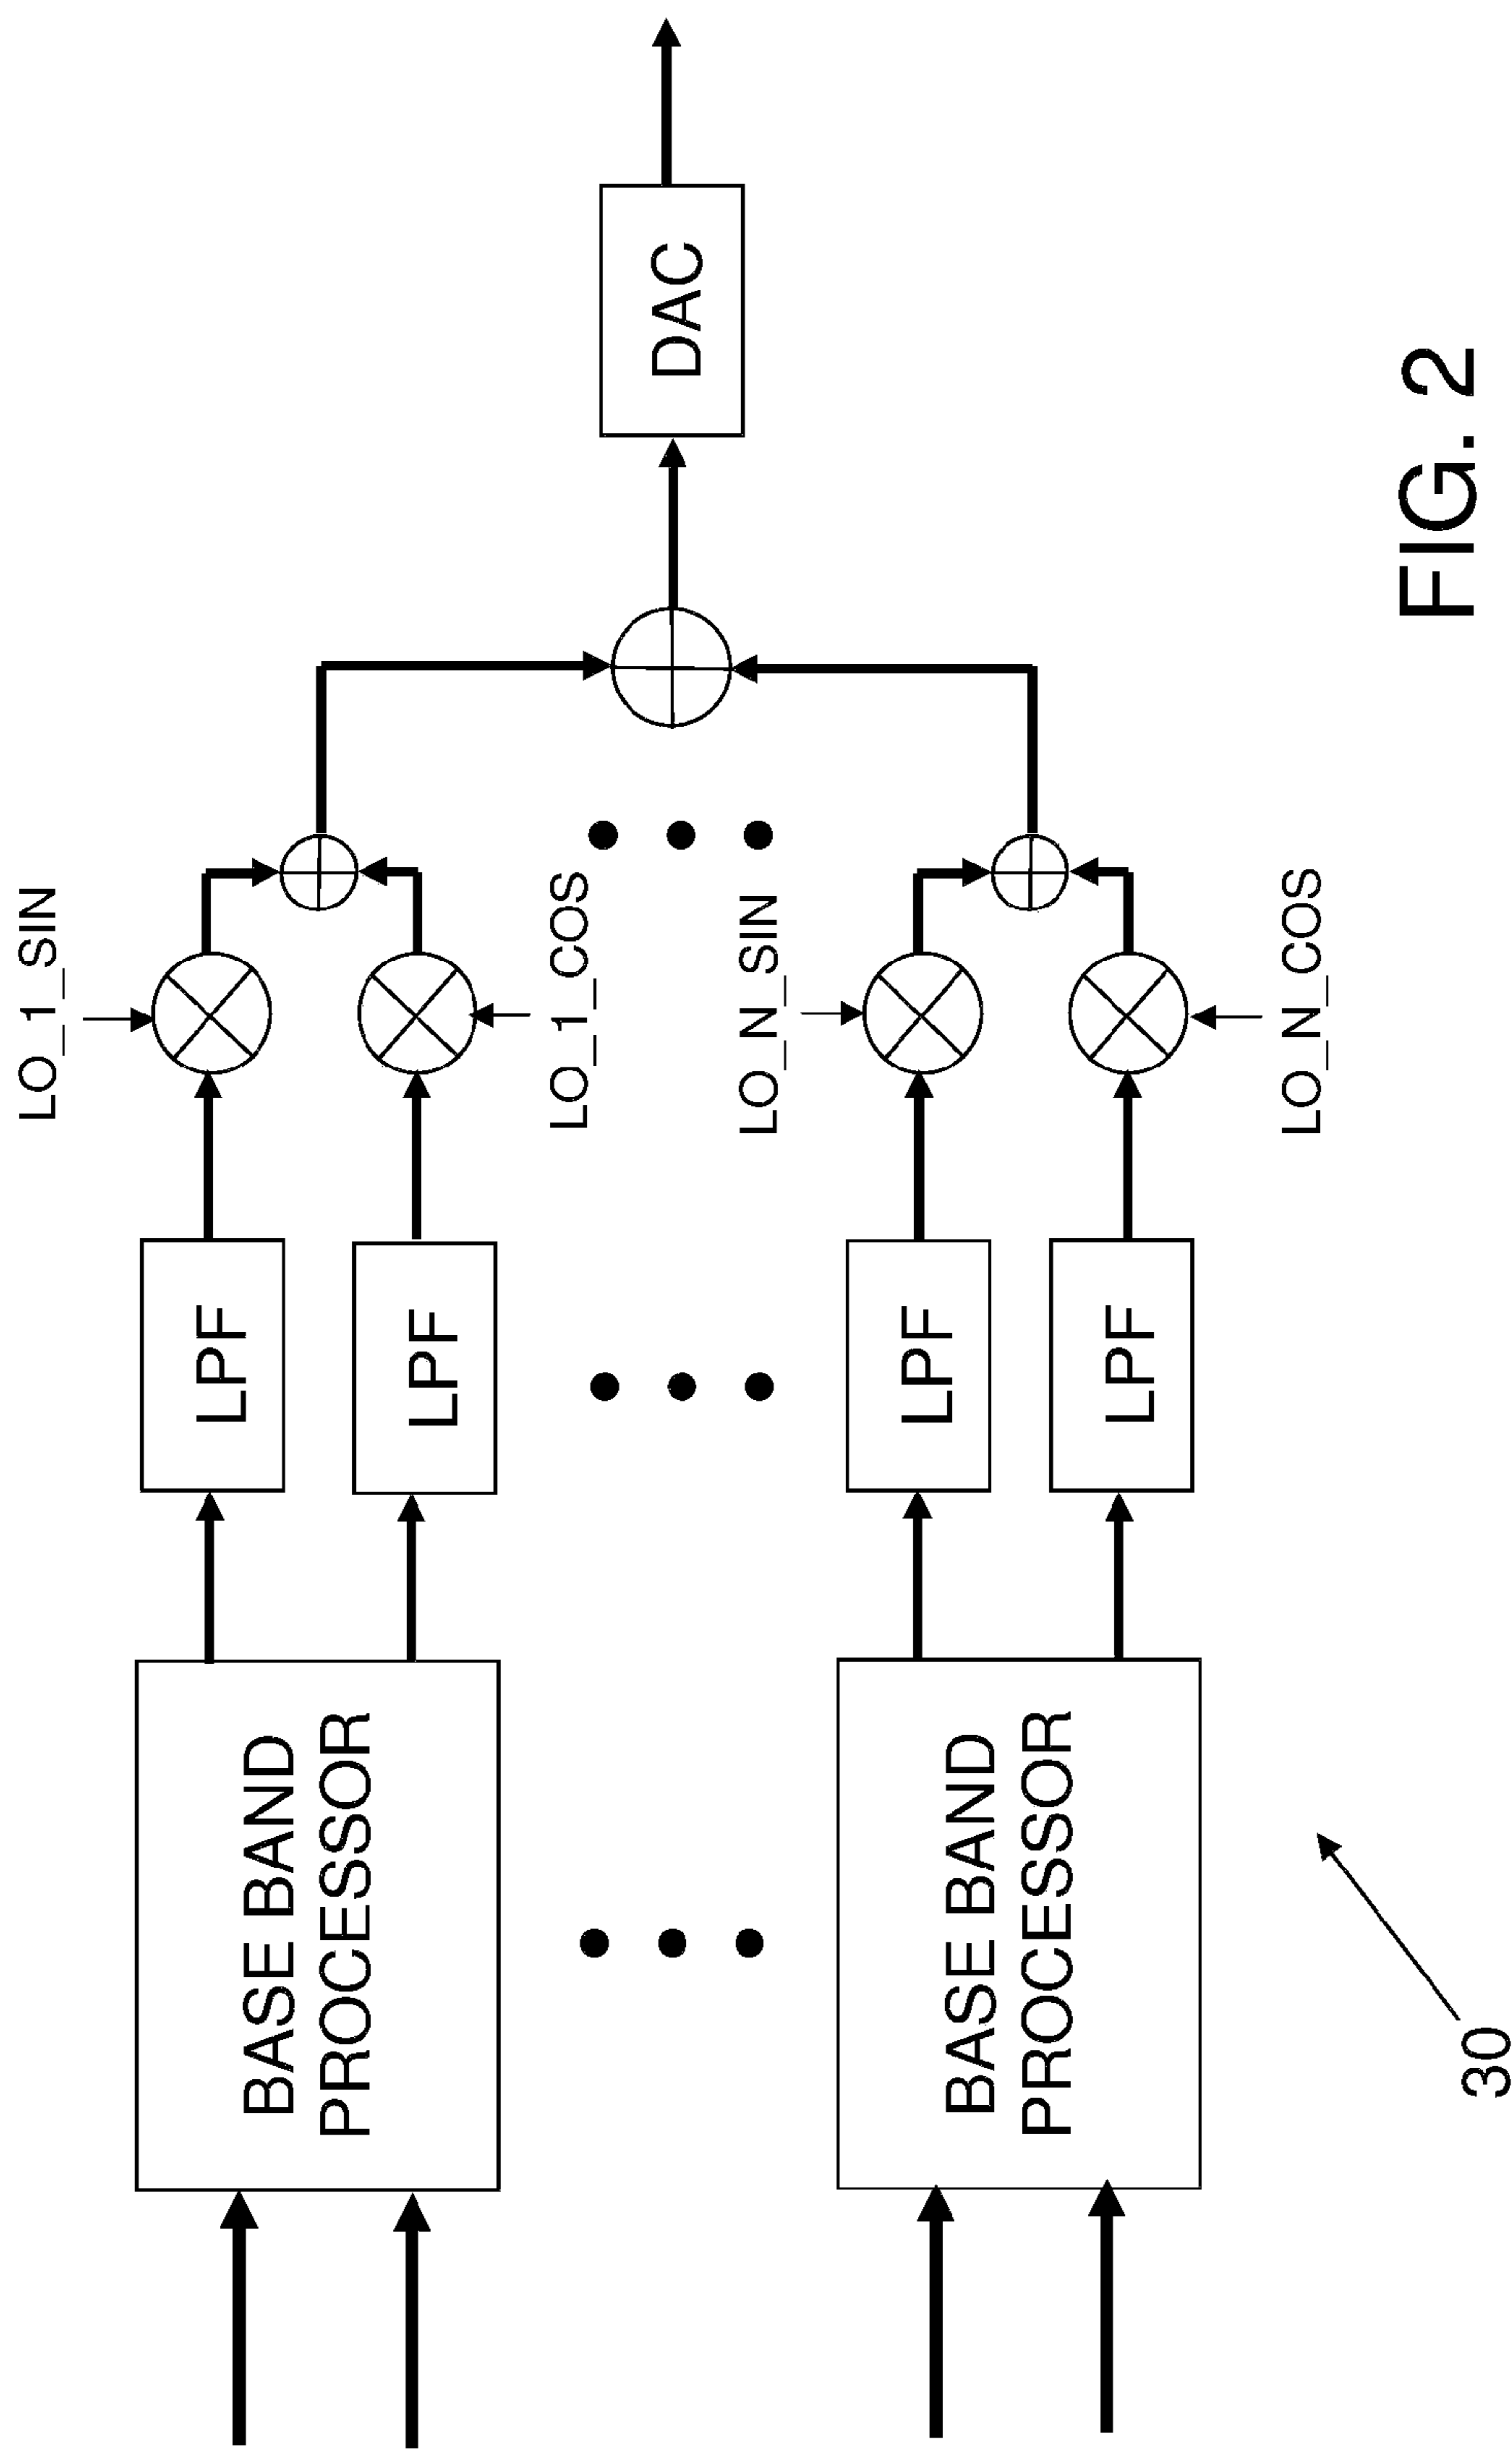 LO_1_SIN
BASE BAND
PROCESSOR
LPF
LPF
LO_1_COS
DAC
LO_N_SIN
BASE BAND
PROCESSOR
LPF
LPF
LO_N_COS
30
FIG. 2